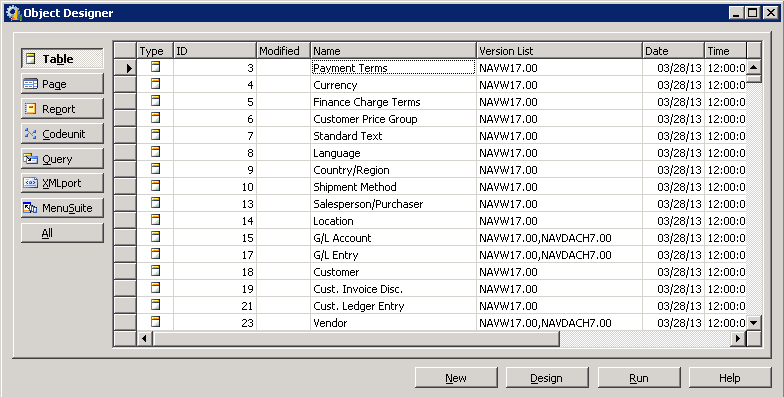 Object Designer
Type ID Modified Name Version List Date Time
Table
Page
Report
Codeunit
Query
XMLport
MenuSuite
All
3 Payment Terms NAVW17.00 03/28/13 12:00:0
4 Currency NAVW17.00 03/28/13 12:00:0
5 Finance Charge Terms NAVW17.00 03/28/13 12:00:0
6 Customer Price Group NAVW17.00 03/28/13 12:00:0
7 Standard Text NAVW17.00 03/28/13 12:00:0
8 Language NAVW17.00 03/28/13 12:00:0
9 Country/Region NAVW17.00 03/28/13 12:00:0
10 Shipment Method NAVW17.00 03/28/13 12:00:0
13 Salesperson/Purchaser NAVW17.00 03/28/13 12:00:0
14 Location NAVW17.00 03/28/13 12:00:0
15 G/L Account NAVW17.00,NAVDACH7.00 03/28/13 12:00:0
17 G/L Entry NAVW17.00,NAVDACH7.00 03/28/13 12:00:0
18 Customer NAVW17.00 03/28/13 12:00:0
19 Cust. Invoice Disc. NAVW17.00 03/28/13 12:00:0
21 Cust. Ledger Entry NAVW17.00 03/28/13 12:00:0
23 Vendor NAVW17.00,NAVDACH7.00 03/28/13 12:00:0
New Design Run Help